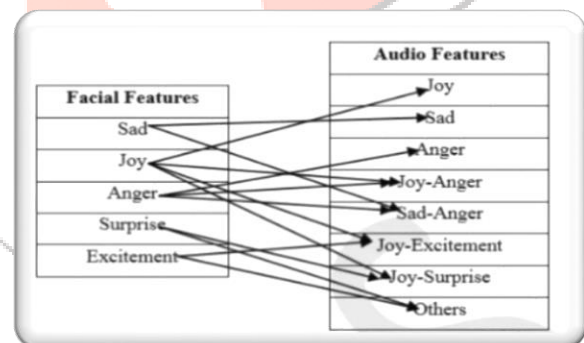 Facial Features
Sad
Joy
Anger
Surprise
Excitement
Audio Features
Joy
Sad
Anger
Joy-Anger
Sad-Anger
Joy-Excitement
Joy-Surprise
Others